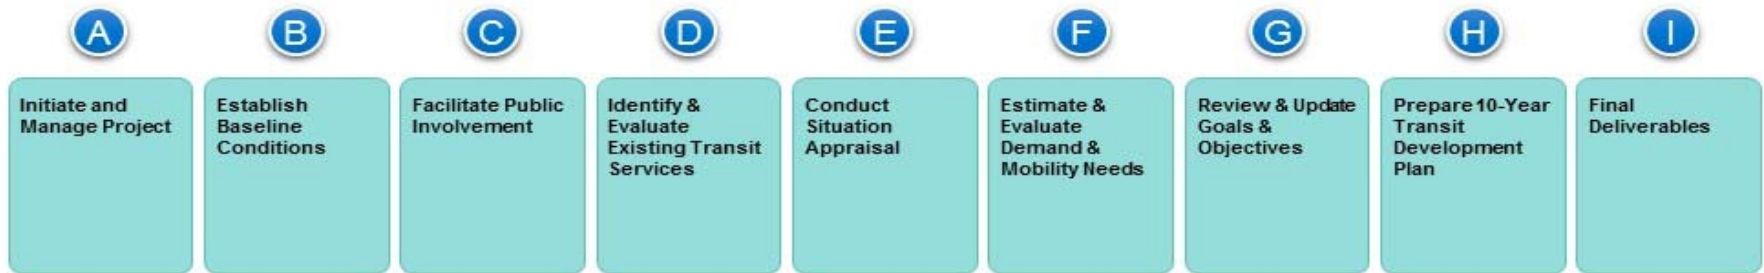 A
Initiate and
Manage Project
B
Establish
Baseline
Conditions
C
Facilitate Public
Involvement
D
Identify &
Evaluate
Existing Transit
Services
E
Conduct
Situation
Appraisal
F
Estimate &
Evaluate
Demand &
Mobility Needs
G
Review & Update
Goals &
Objectives
H
Prepare 10-Year
Transit
Development
Plan
I
Final
Deliverables